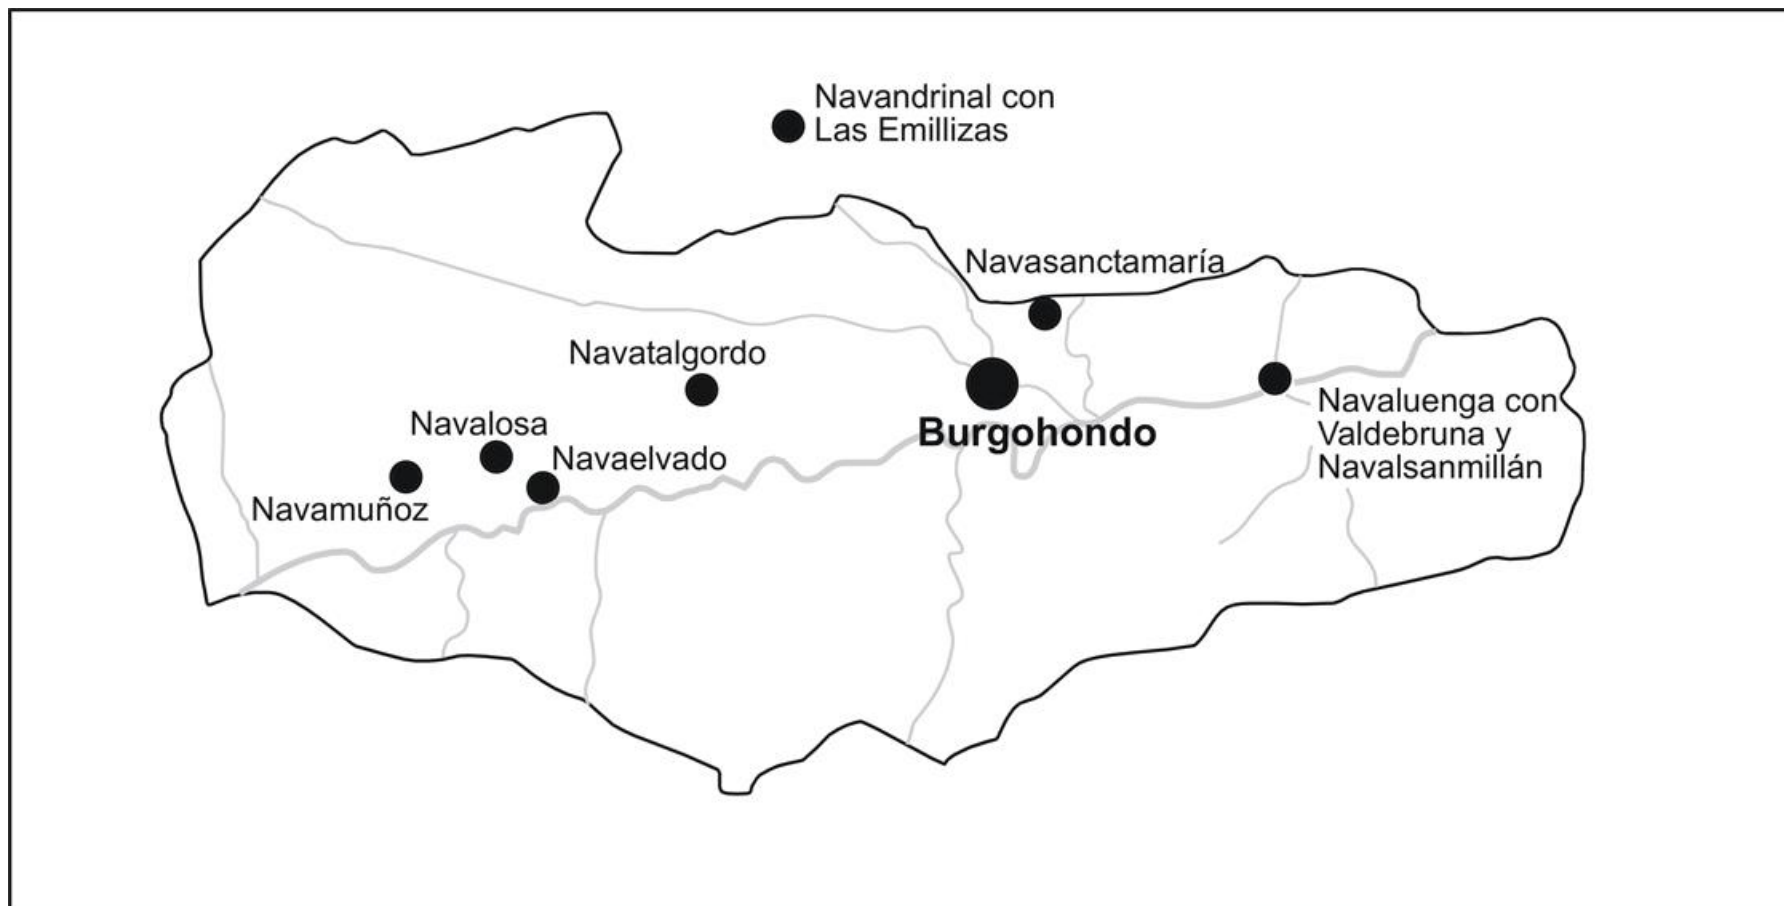 Navandrinal con
Las Emillizas
Navasanctamaría
Navatalgordo
Navalosa
Navaelvado
Navamuñoz
Burgohondo
Navaluenga con
Valdebruna y
Navalsanmillán